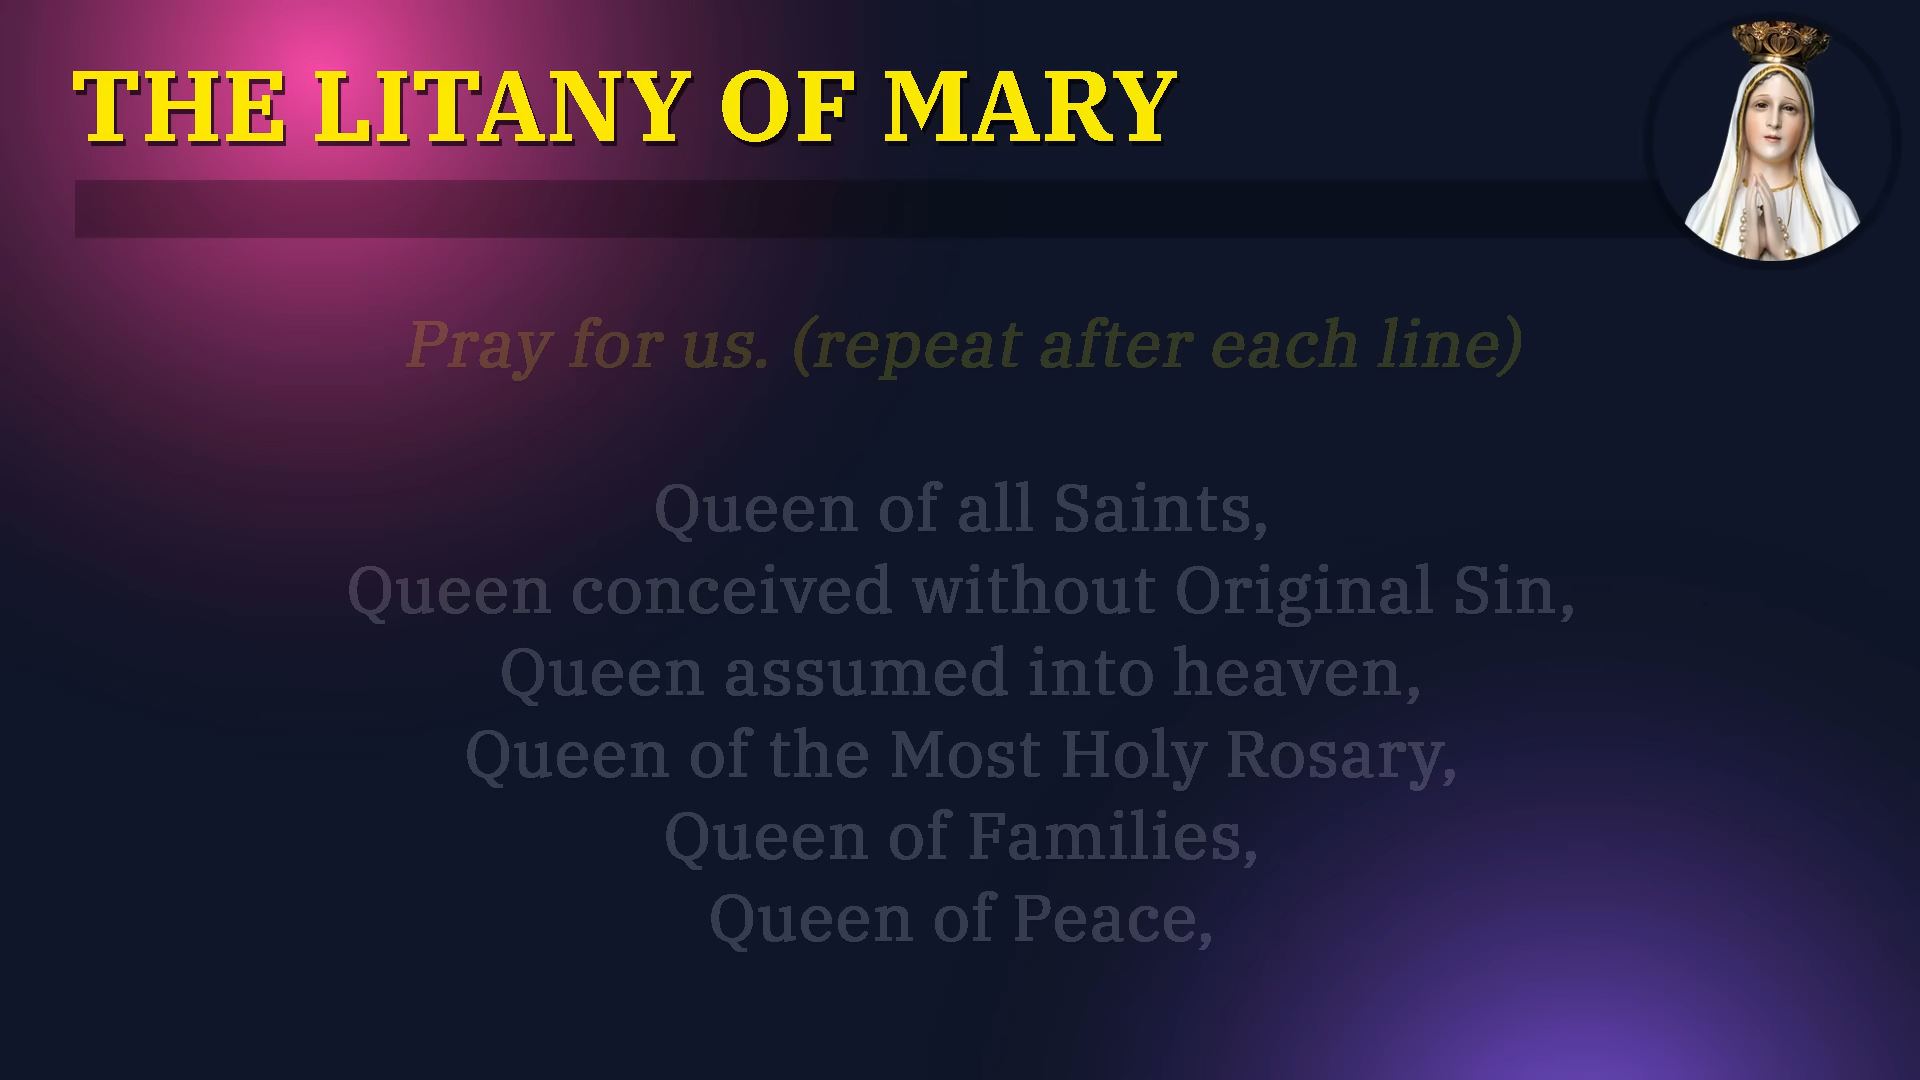 THE LITANY OF MARY
Pray for us. (repeat after each line)
Queen of all Saints,
Queen conceived without Original Sin,
Queen assumed into heaven,
Queen of the Most Holy Rosary,
Queen of Families,
Queen of Peace,